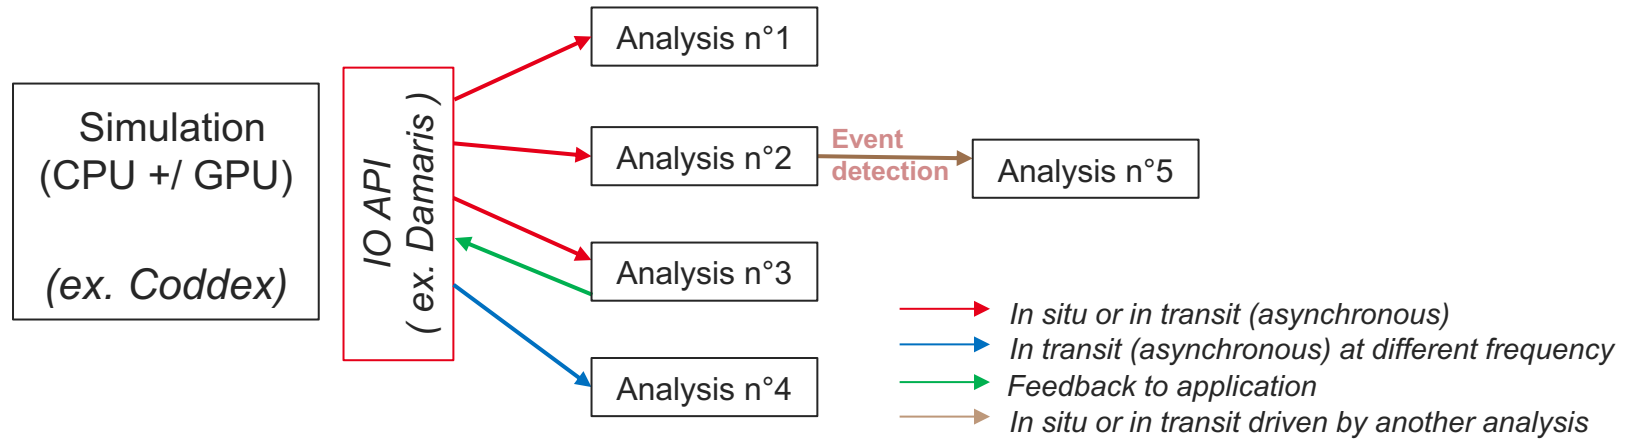 Simulation
(CPU +/ GPU)
(ex. Coddex)
IO API
( ex. Damaris )
Analysis n°1
Analysis n°2
Event
detection
Analysis n°5
Analysis n°3
Analysis n°4
In situ or in transit (asynchronous)
In transit (asynchronous) at different frequency
Feedback to application
In situ or in transit driven by another analysis